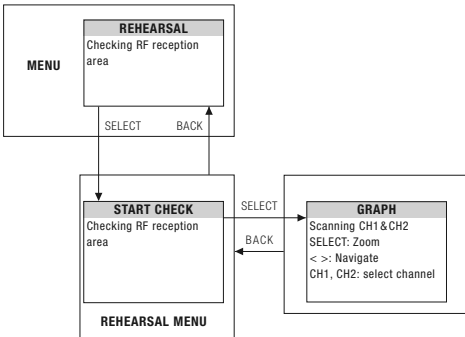 REHEARSAL
Checking RF reception
area
MENU
SELECT
BACK
START CHECK
Checking RF reception
area
REHEARSAL MENU
SELECT
BACK
GRAPH
Scanning CH1&CH2
SELECT: Zoom
< >: Navigate
CH1, CH2: select channel